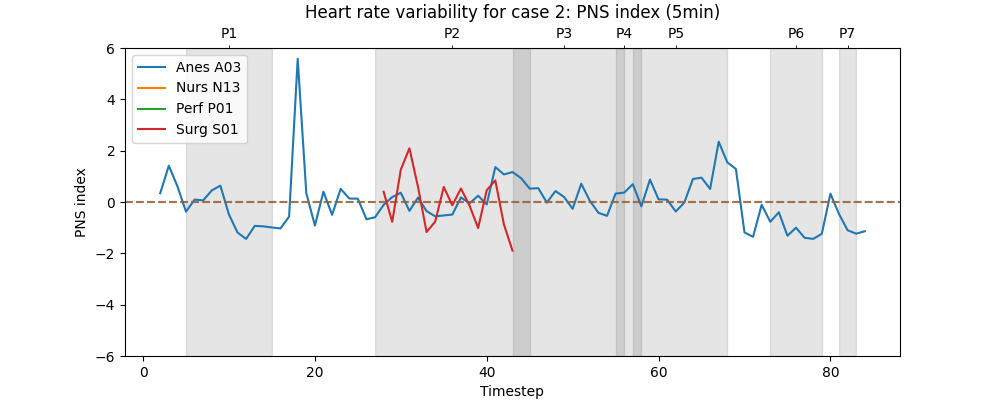 Heart rate variability for case 2: PNS index (5min)
P1 P2 P3 P4 P5 P6 P7
6
4
2
0
−2
−4
−6
PNS index
Anes A03
Nurs N13
Perf P01
Surg S01
0 20 40 60 80
Timestep